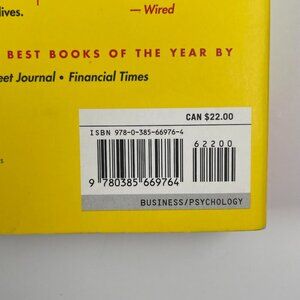 lives.
— Wired
BEST BOOKS OF THE YEAR BY
eet Journal • Financial Times
CAN $22.00
ISBN 978-0-385-66976-4
62200
9 780385 669764
BUSINESS/PSYCHOLOGY
s